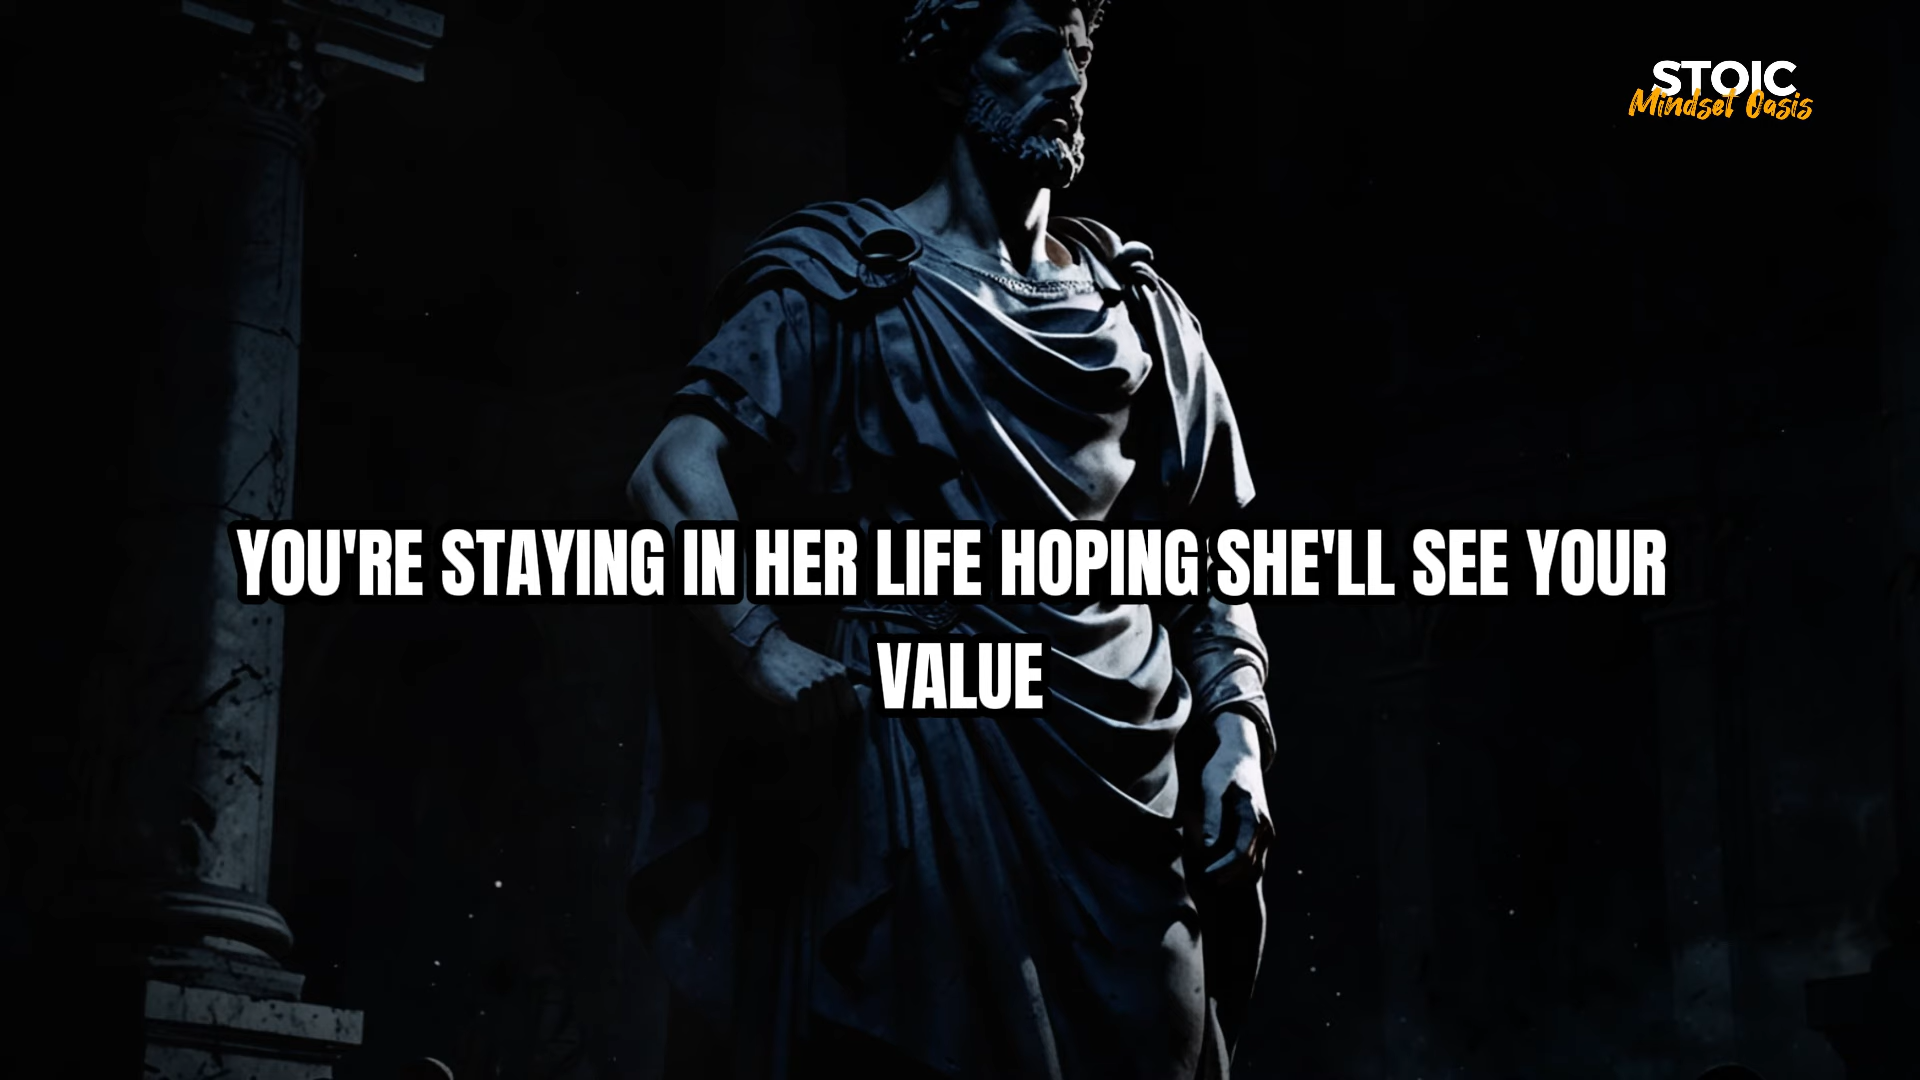 STOIC
Mindset Oasis
YOU'RE STAYING IN HER LIFE HOPING SHE'LL SEE YOUR
VALUE